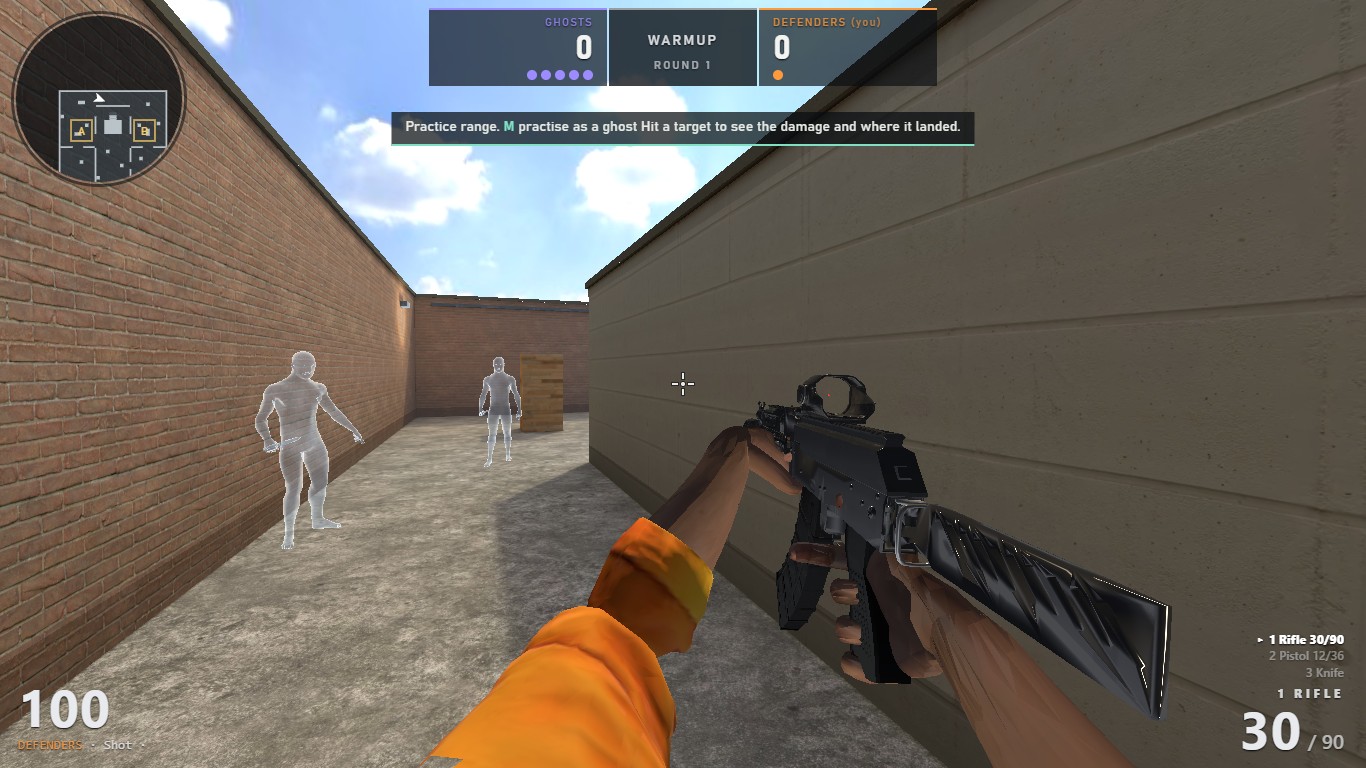 GHOSTS
0
WARMUP
ROUND 1
DEFENDERS (you)
0
Practice range. M practise as a ghost Hit a target to see the damage and where it landed.
A
B
▸ 1 Rifle 30/90
2 Pistol 12/36
3 Knife
1 RIFLE
30 / 90
100
DEFENDERS · Shot ·